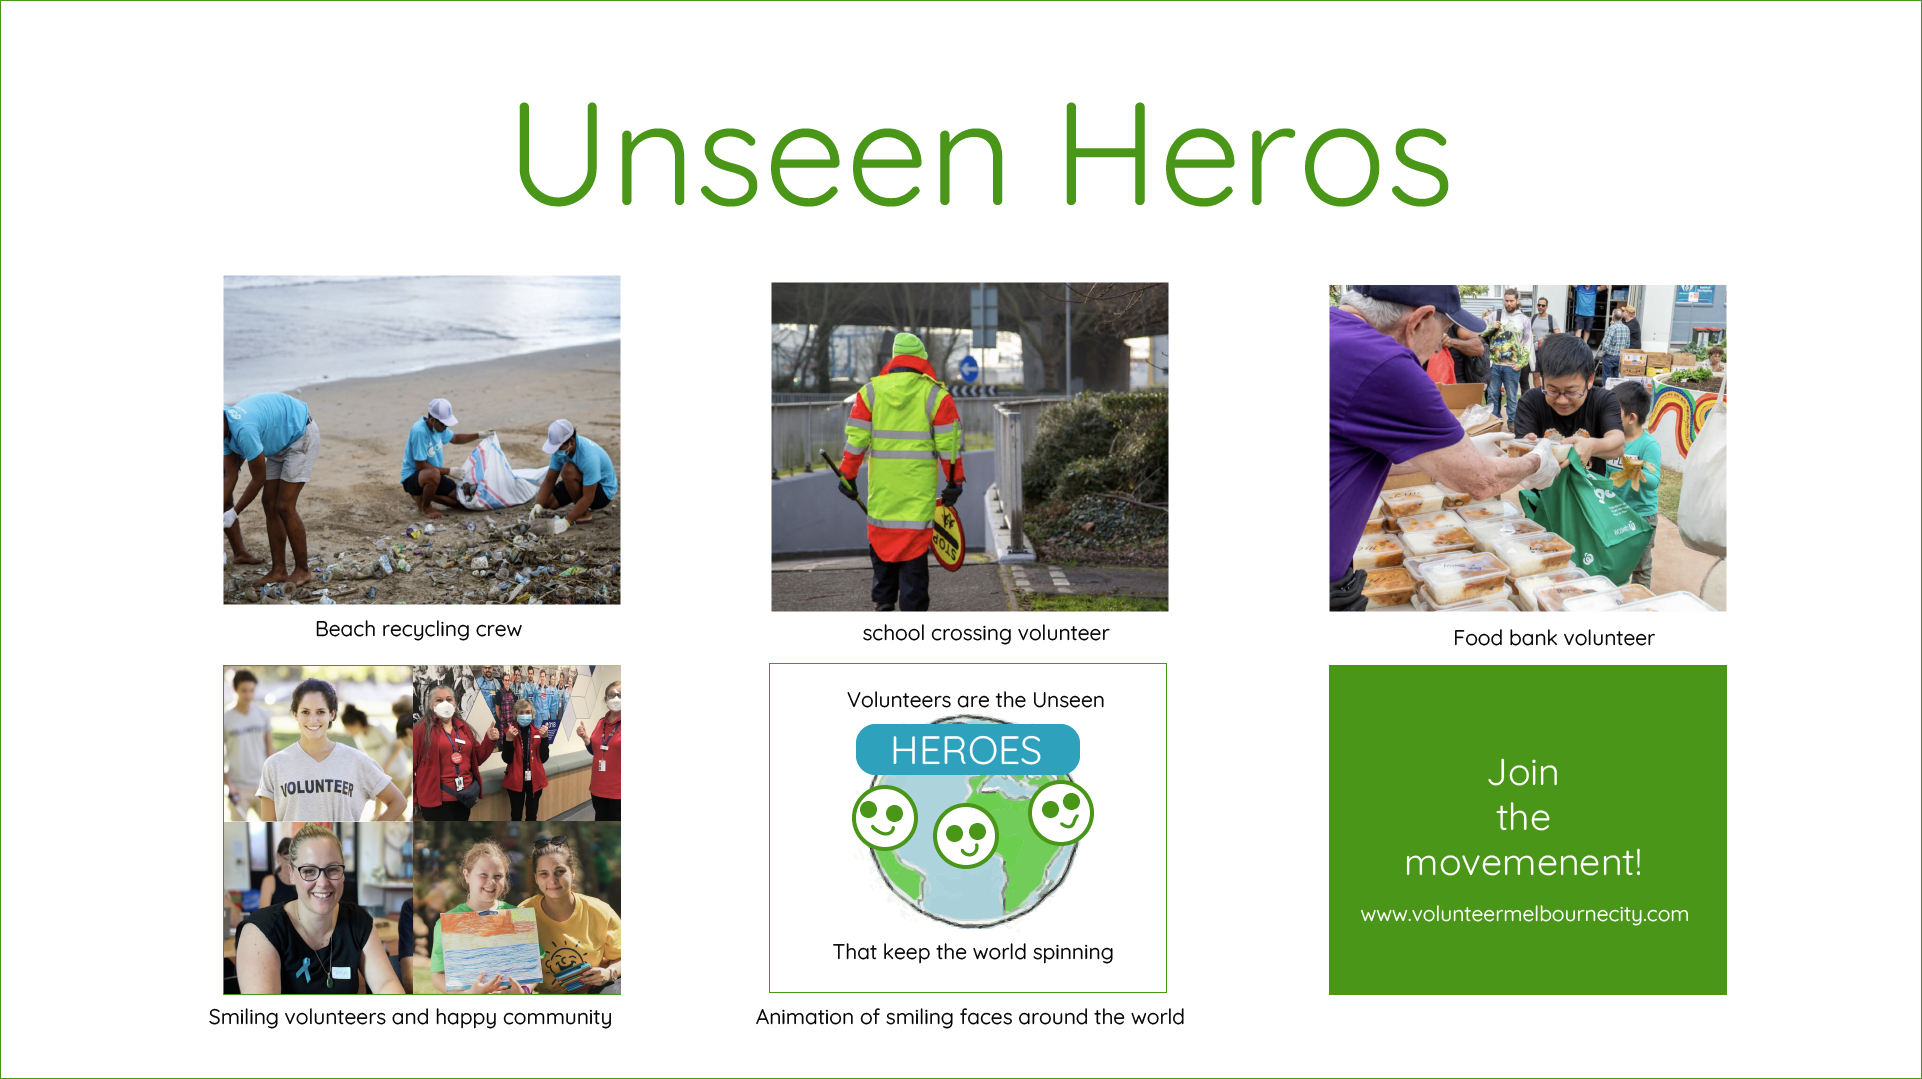 Unseen Heros
STOP
Beach recycling crew
school crossing volunteer
Food bank volunteer
VOLUNTEER
Volunteers are the Unseen
HEROES
That keep the world spinning
Join
the
movemenent!
www.volunteermelbournecity.com
Smiling volunteers and happy community
Animation of smiling faces around the world